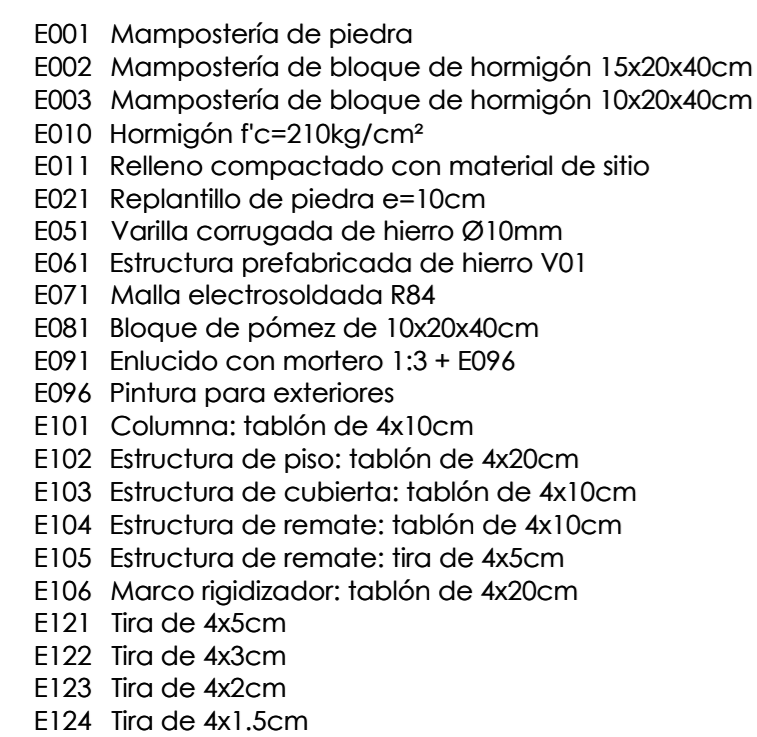 E001 Mampostería de piedra
E002 Mampostería de bloque de hormigón 15x20x40cm
E003 Mampostería de bloque de hormigón 10x20x40cm
E010 Hormigón f'c=210kg/cm²
E011 Relleno compactado con material de sitio
E021 Replantillo de piedra e=10cm
E051 Varilla corrugada de hierro Ø10mm
E061 Estructura prefabricada de hierro V01
E071 Malla electrosoldada R84
E081 Bloque de pómez de 10x20x40cm
E091 Enlucido con mortero 1:3 + E096
E096 Pintura para exteriores
E101 Columna: tablón de 4x10cm
E102 Estructura de piso: tablón de 4x20cm
E103 Estructura de cubierta: tablón de 4x10cm
E104 Estructura de remate: tablón de 4x10cm
E105 Estructura de remate: tira de 4x5cm
E106 Marco rigidizador: tablón de 4x20cm
E121 Tira de 4x5cm
E122 Tira de 4x3cm
E123 Tira de 4x2cm
E124 Tira de 4x1.5cm